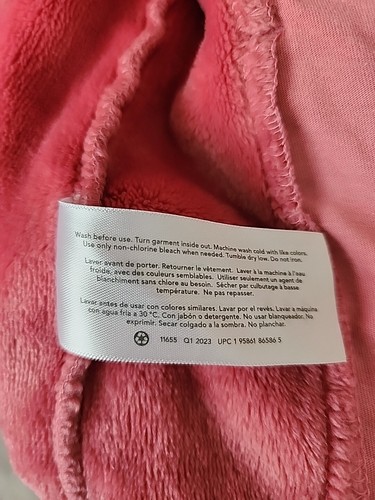 Wash before use. Turn garment inside out. Machine wash cold with like colors.
Use only non-chlorine bleach when needed. Tumble dry low. Do not iron.
Laver avant de porter. Retourner le vêtement. Laver à la machine à l'eau
froide, avec des couleurs semblables. Utiliser seulement un agent de
blanchiment sans chlore au besoin. Sécher par culbutage à basse
température. Ne pas repasser.
Lavar antes de usar con colores similares. Lavar por el revés. Lavar a máquina
con agua fría a 30 °C. Con jabón o detergente. No usar blanqueador. No
exprimir. Secar colgado a la sombra. No planchar.
11655 Q1 2023 UPC 1 95861 86586 5